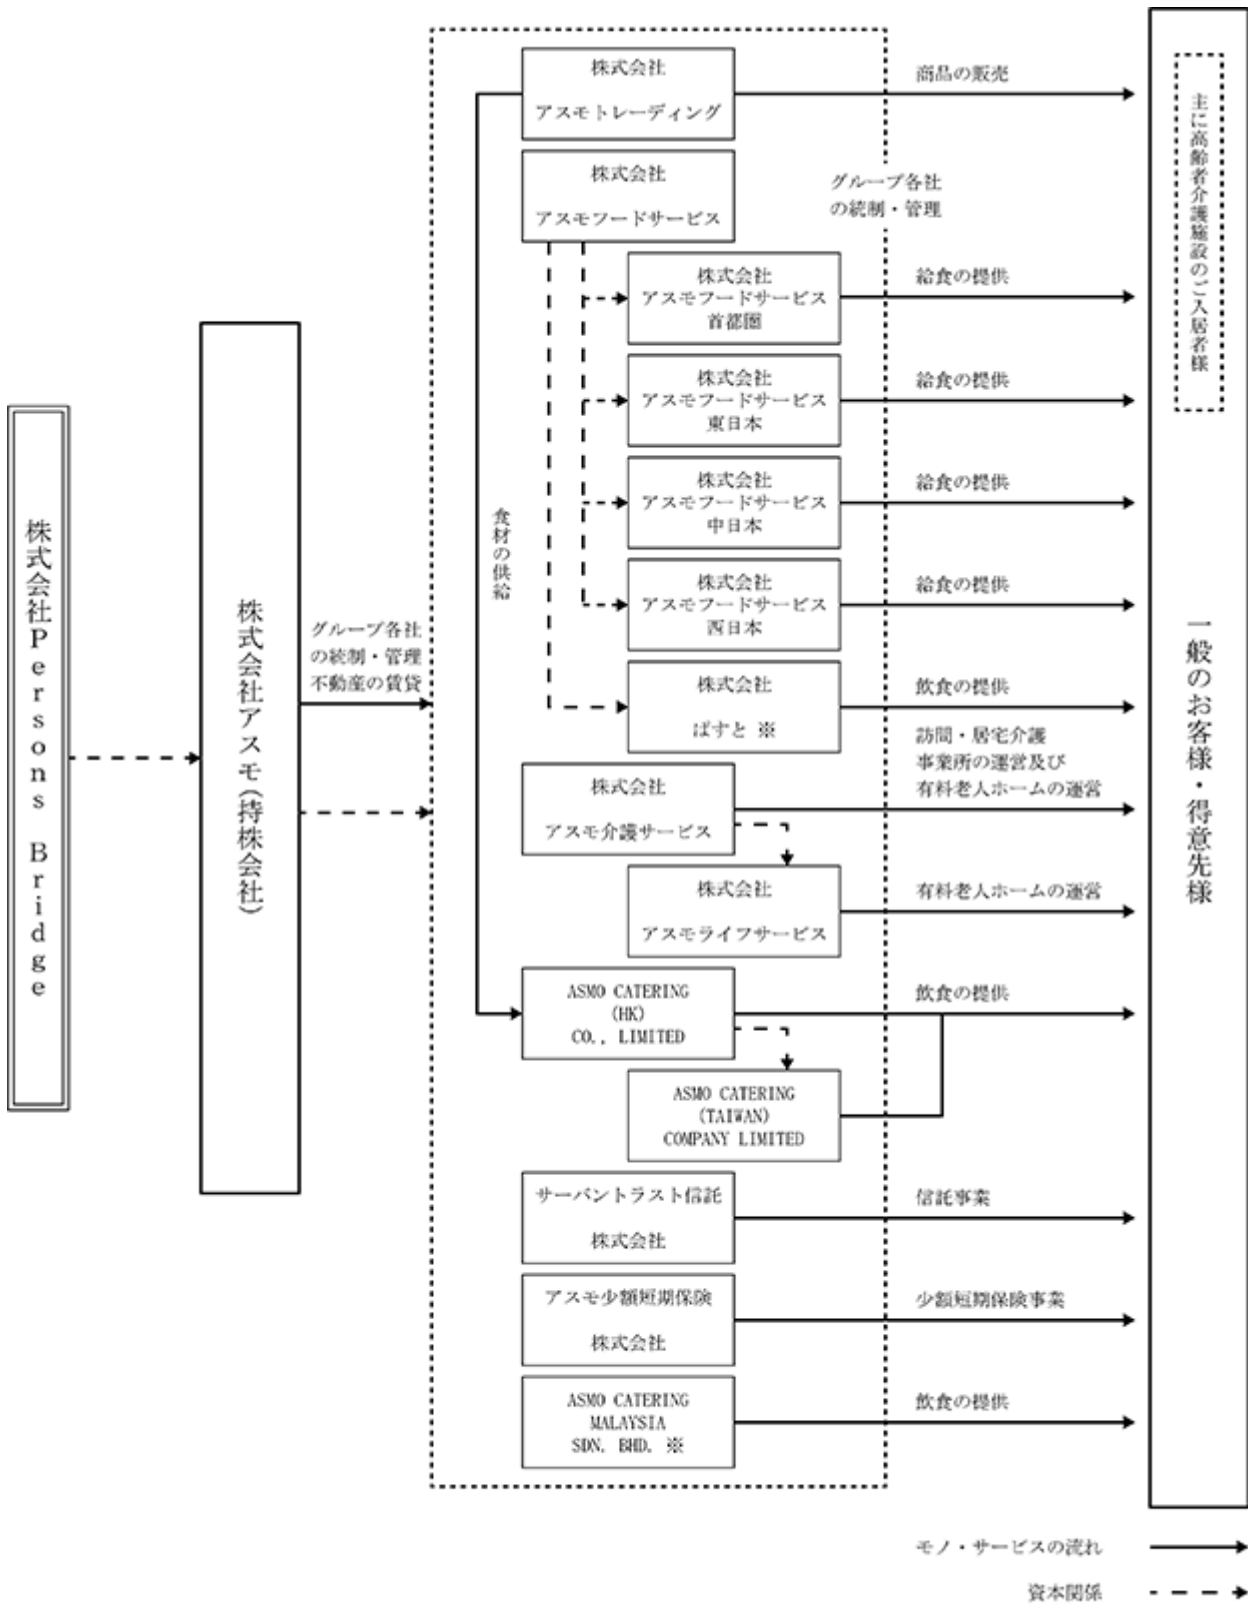 株式会社Persons Bridge
株式会社アスモ(持株会社)
グループ各社
の統制・管理
不動産の賃貸
食材の供給
株式会社
アスモトレーディング
商品の販売
株式会社
アスモフードサービス
グループ各社
の統制・管理
株式会社
アスモフードサービス
首都圏
給食の提供
株式会社
アスモフードサービス
東日本
給食の提供
株式会社
アスモフードサービス
中日本
給食の提供
株式会社
アスモフードサービス
西日本
給食の提供
株式会社
ぱすと ※
飲食の提供
株式会社
アスモ介護サービス
訪問・居宅介護
事業所の運営及び
有料老人ホームの運営
株式会社
アスモライフサービス
有料老人ホームの運営
ASMO CATERING
(HK)
CO., LIMITED
飲食の提供
ASMO CATERING
(TAIWAN)
COMPANY LIMITED
サーバントラスト信託
株式会社
信託事業
アスモ少額短期保険
株式会社
少額短期保険事業
ASMO CATERING
MALAYSIA
SDN. BHD. ※
飲食の提供
主に高齢者介護施設のご入居者様
一般のお客様・得意先様
モノ・サービスの流れ
資本関係